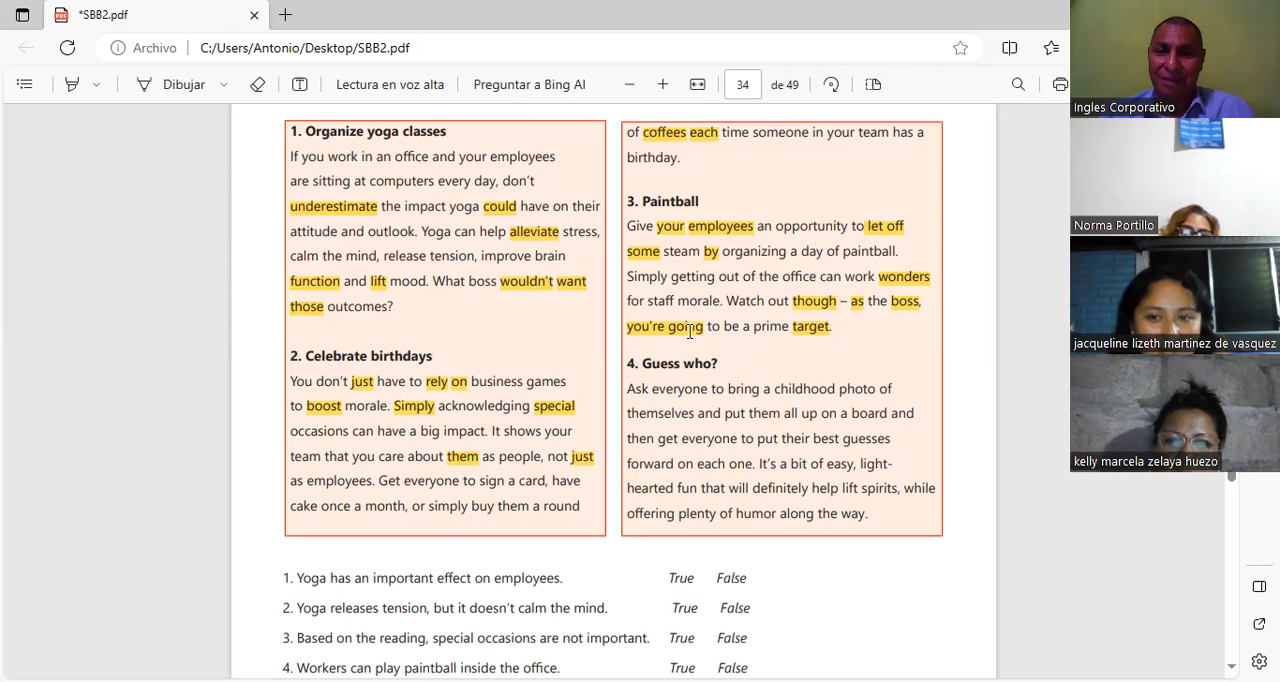 *SBB2.pdf
Archivo
C:/Users/Antonio/Desktop/SBB2.pdf
Dibujar
Lectura en voz alta
Preguntar a Bing AI
34
de 49
1. Organize yoga classes
If you work in an office and your employees
are sitting at computers every day, don't
underestimate the impact yoga could have on their
attitude and outlook. Yoga can help alleviate stress,
calm the mind, release tension, improve brain
function and lift mood. What boss wouldn't want
those outcomes?
2. Celebrate birthdays
You don't just have to rely on business games
to boost morale. Simply acknowledging special
occasions can have a big impact. It shows your
team that you care about them as people, not just
as employees. Get everyone to sign a card, have
cake once a month, or simply buy them a round
of coffees each time someone in your team has a
birthday.
3. Paintball
Give your employees an opportunity to let off
some steam by organizing a day of paintball.
Simply getting out of the office can work wonders
for staff morale. Watch out though – as the boss,
you're going to be a prime target.
4. Guess who?
Ask everyone to bring a childhood photo of
themselves and put them all up on a board and
then get everyone to put their best guesses
forward on each one. It's a bit of easy, light-
hearted fun that will definitely help lift spirits, while
offering plenty of humor along the way.
1. Yoga has an important effect on employees. True False
2. Yoga releases tension, but it doesn't calm the mind. True False
3. Based on the reading, special occasions are not important. True False
4. Workers can play paintball inside the office. True False
Ingles Corporativo
Norma Portillo
jacqueline lizeth martinez de vasquez
kelly marcela zelaya huezo